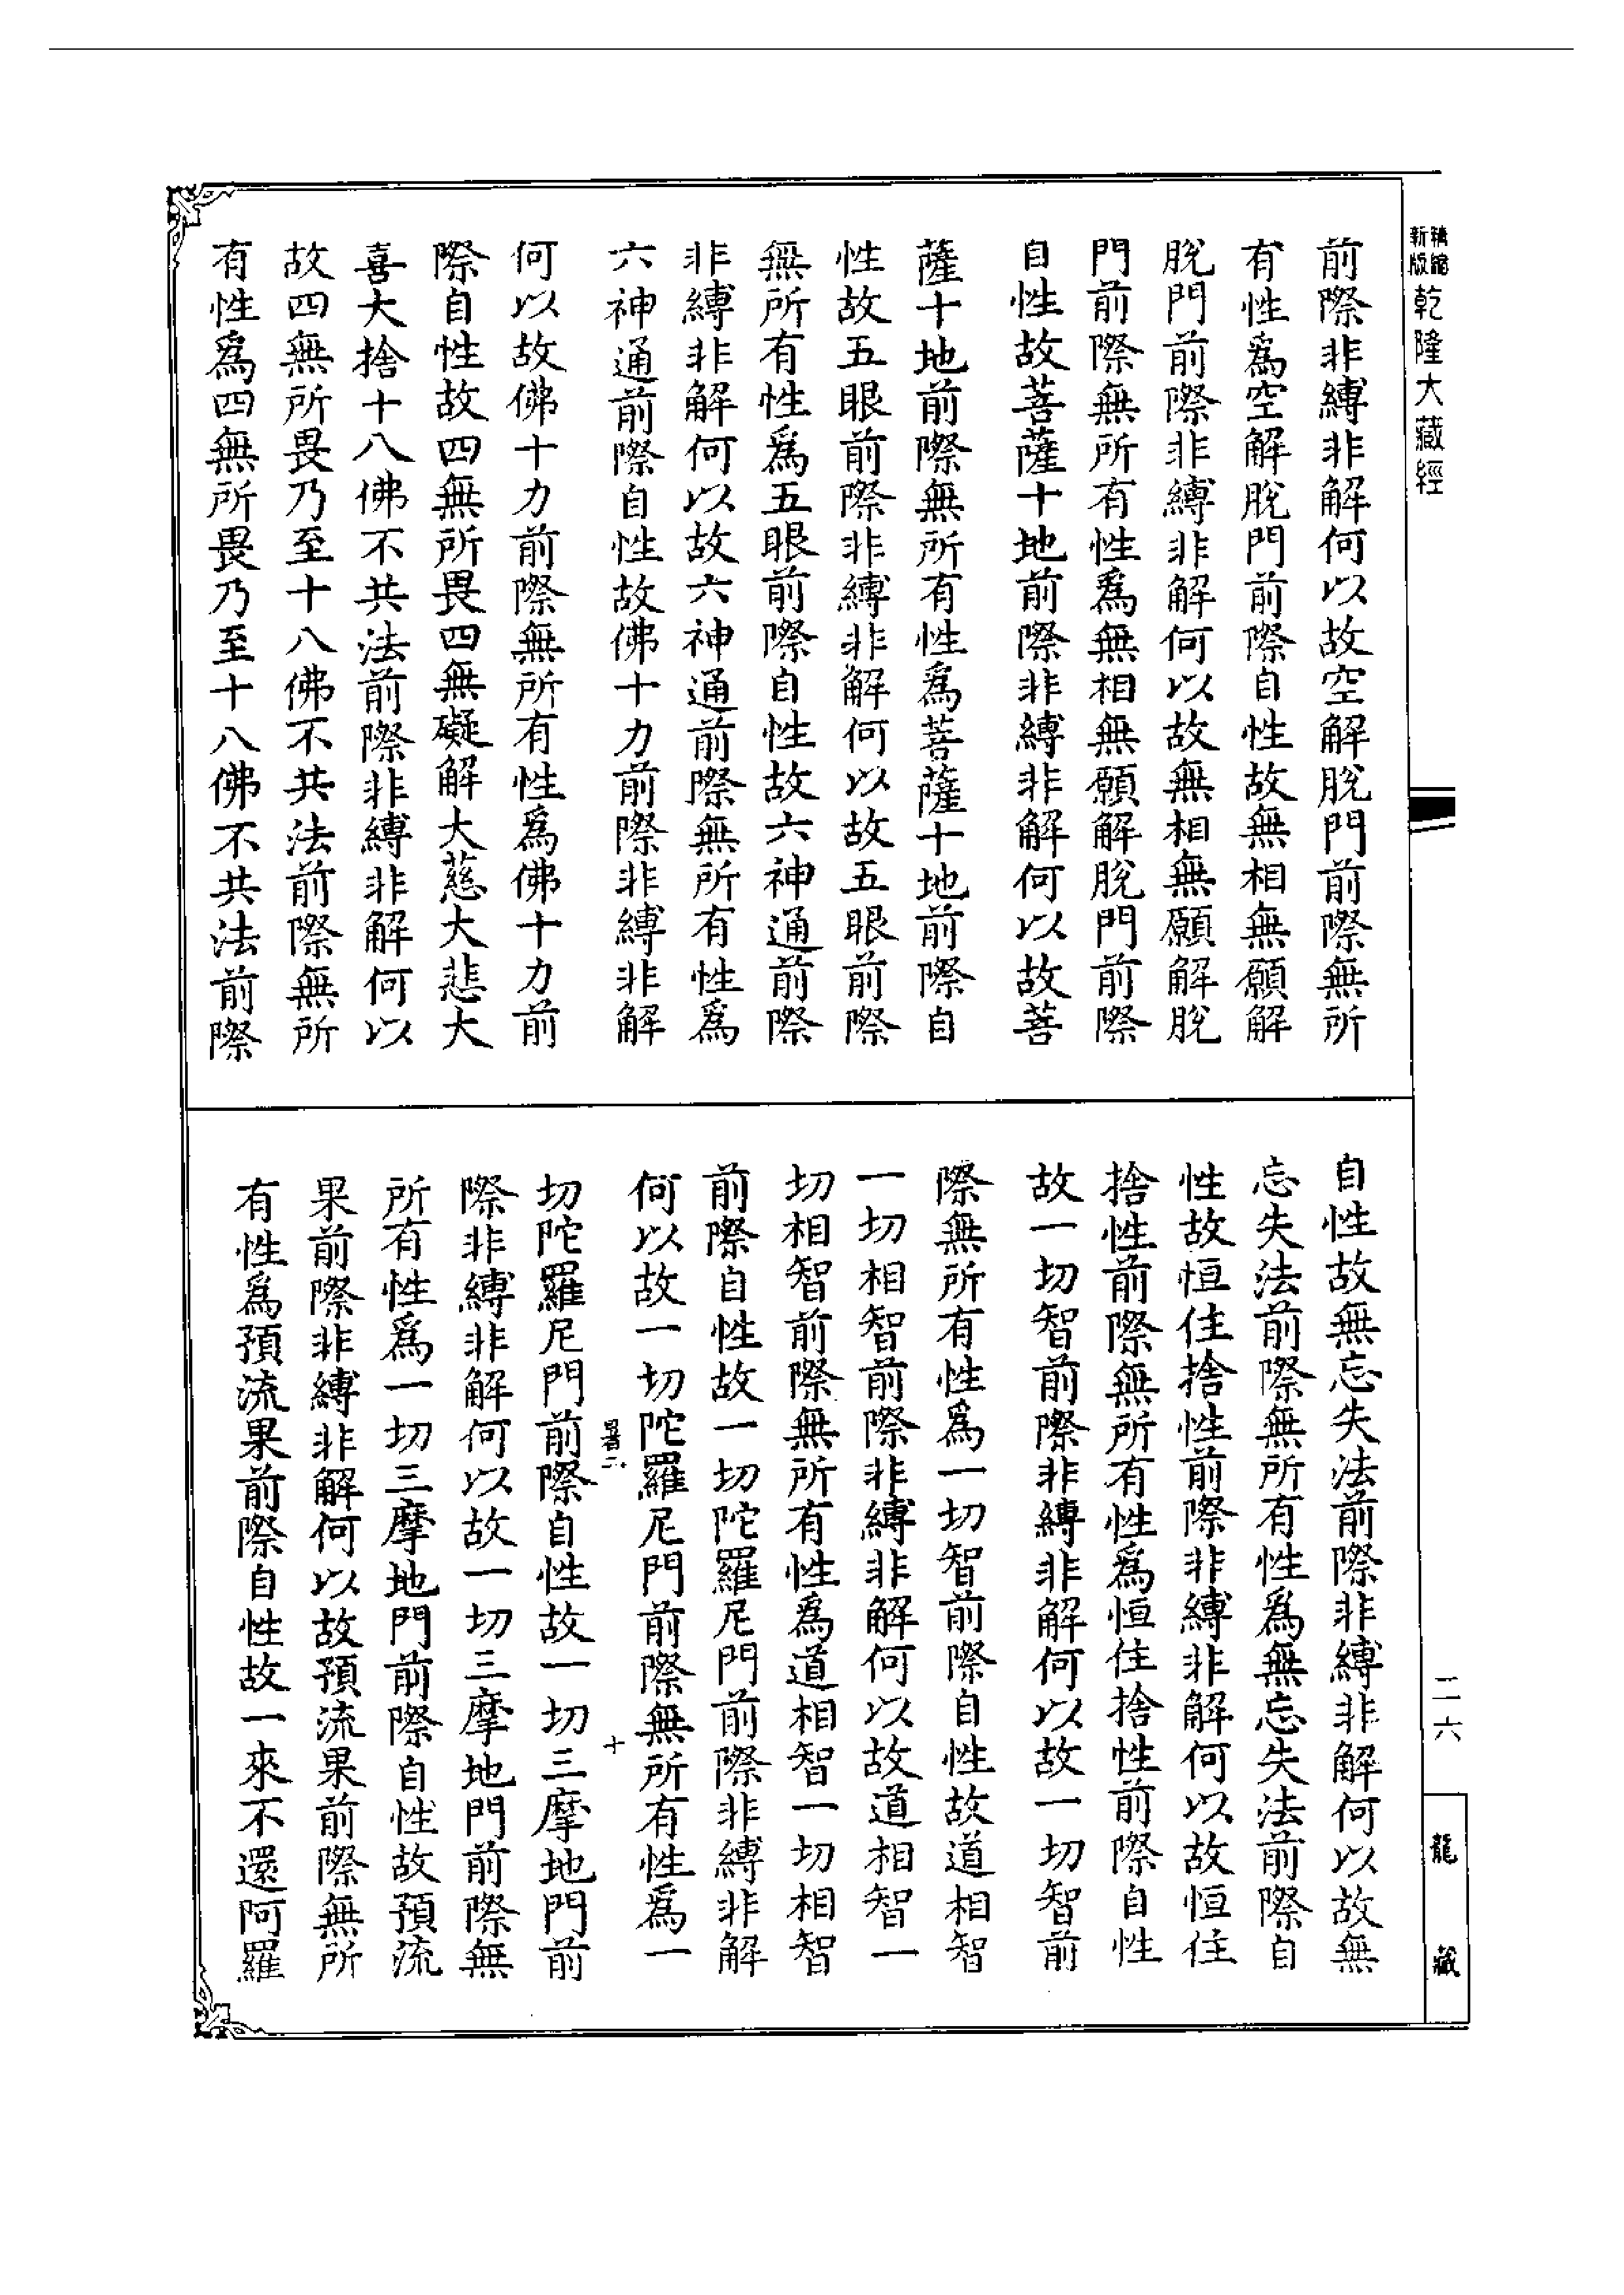 新版 精縮 乾隆大藏經
前際非縛非解何以故空解脫門前際無所
有性爲空解脫門前際自性故無相無願解
脫門前際非縛非解何以故無相無願解脫
門前際無所有性爲無相無願解脫門前際
自性故菩薩十地前際非縛非解何以故菩
薩十地前際無所有性爲菩薩十地前際自
性故五眼前際非縛非解何以故五眼前際
無所有性爲五眼前際自性故六神通前際
非縛非解何以故六神通前際無所有性爲
六神通前際自性故佛十力前際非縛非解
何以故佛十力前際無所有性爲佛十力前
際自性故四無所畏四無礙解大慈大悲大
喜大捨十八佛不共法前際非縛非解何以
故四無所畏乃至十八佛不共法前際無所
有性爲四無所畏乃至十八佛不共法前際
自性故無忘失法前際非縛非解何以故無
忘失法前際無所有性爲無忘失法前際自
性故恒住捨性前際非縛非解何以故恒住
捨性前際無所有性爲恒住捨性前際自性
故一切智前際非縛非解何以故一切智前
際無所有性爲一切智前際自性故道相智
一切相智前際非縛非解何以故道相智一
切相智前際無所有性爲道相智一切相智
前際自性故一切陀羅尼門前際非縛非解
何以故一切陀羅尼門前際無所有性爲一
暑二 十
切陀羅尼門前際自性故一切三摩地門前
際非縛非解何以故一切三摩地門前際無
所有性爲一切三摩地門前際自性故預流
果前際非縛非解何以故預流果前際無所
有性爲預流果前際自性故一來不還阿羅
二六
龍藏